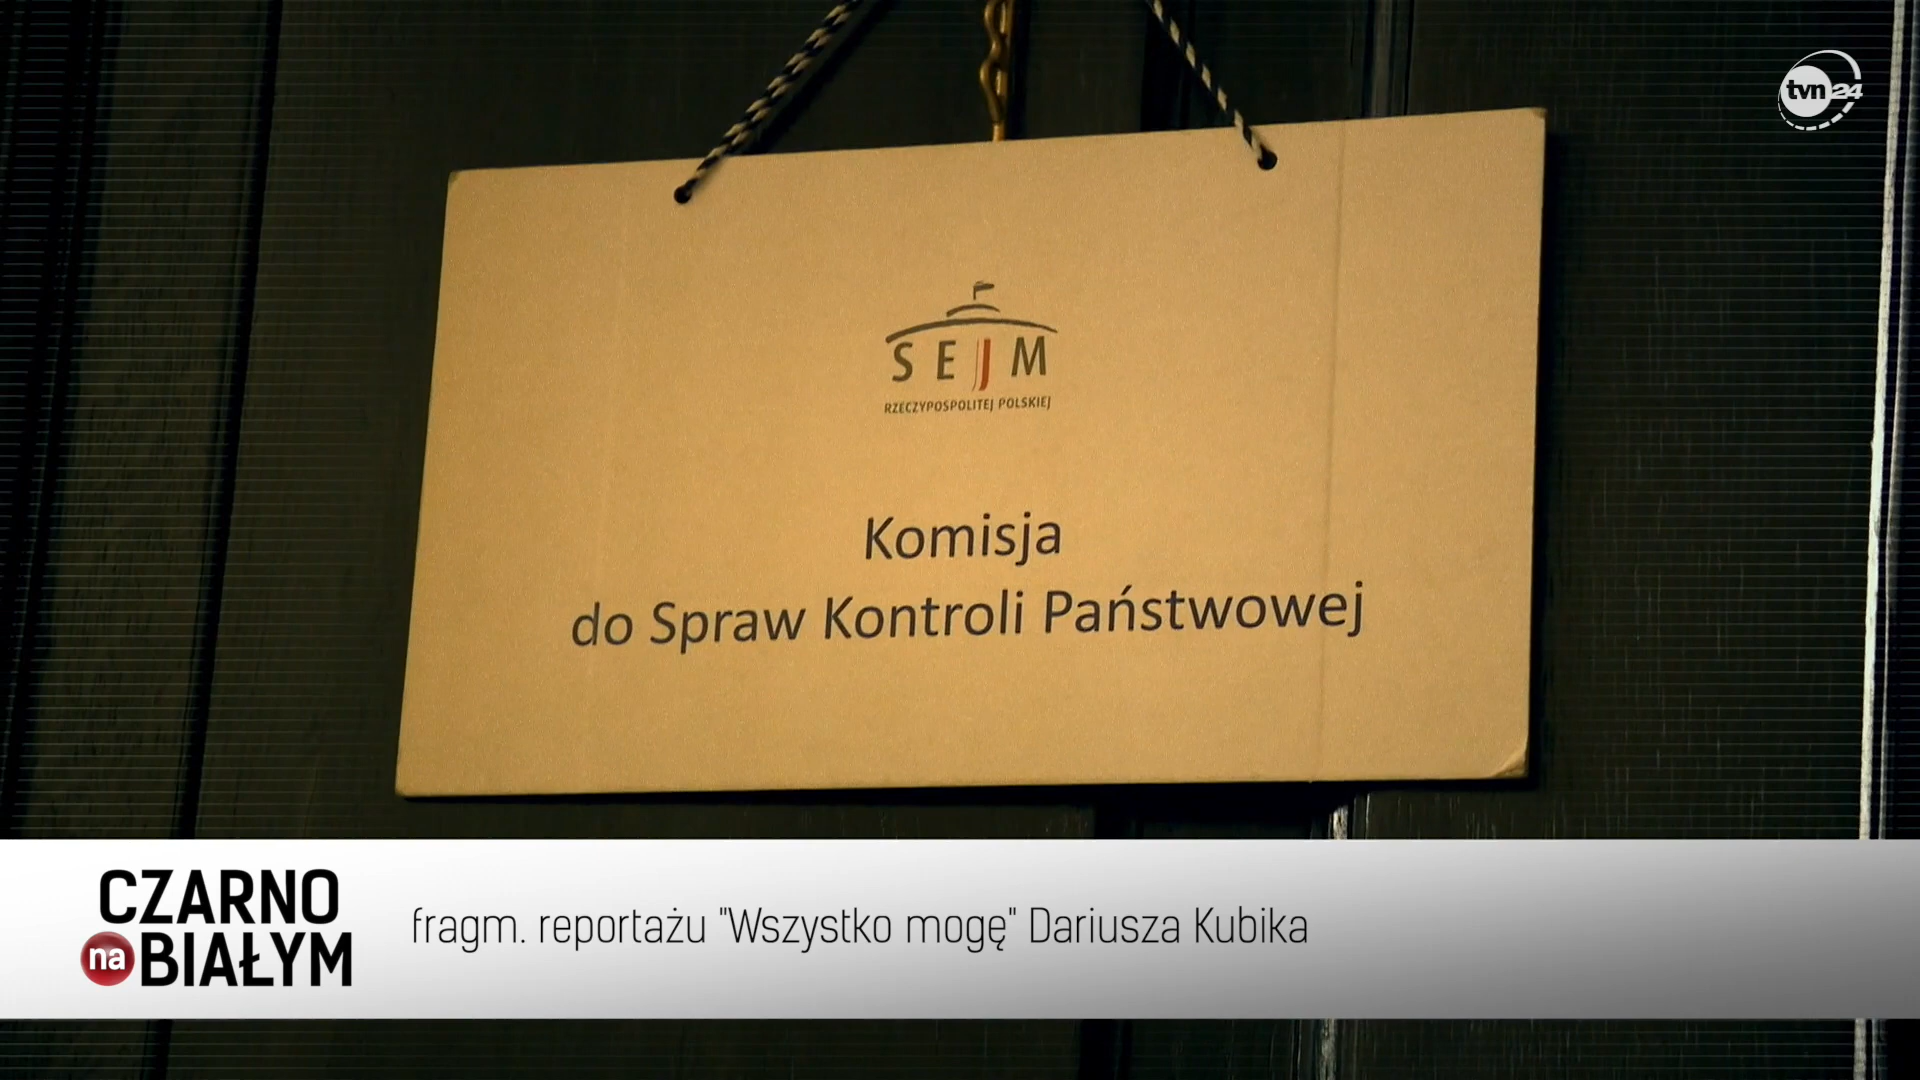 tvn24
SEJM
RZECZYPOSPOLITEJ POLSKIEJ
Komisja
do Spraw Kontroli Państwowej
CZARNO
na BIAŁYM
fragm. reportażu "Wszystko mogę" Dariusza Kubika